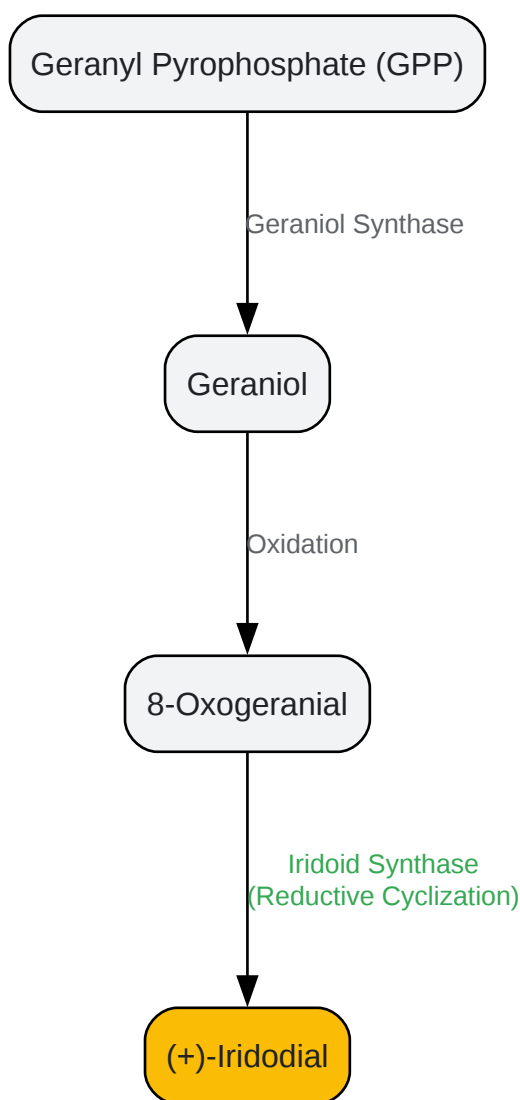 Geranyl Pyrophosphate (GPP)
Geraniol Synthase
Geraniol
Oxidation
8-Oxogeranial
Iridoid Synthase
(Reductive Cyclization)
(+)-Iridodial